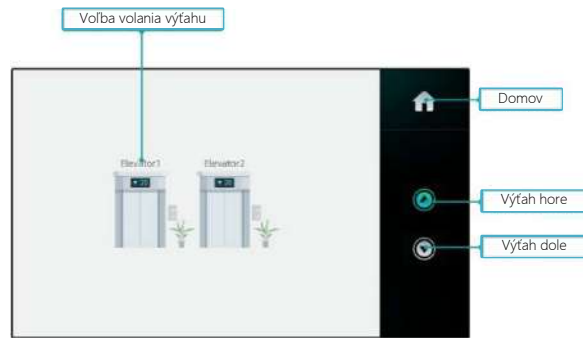 Voľba volania výťahu
Domov
Elevator1 Elevator2
Výťah hore
Výťah dole